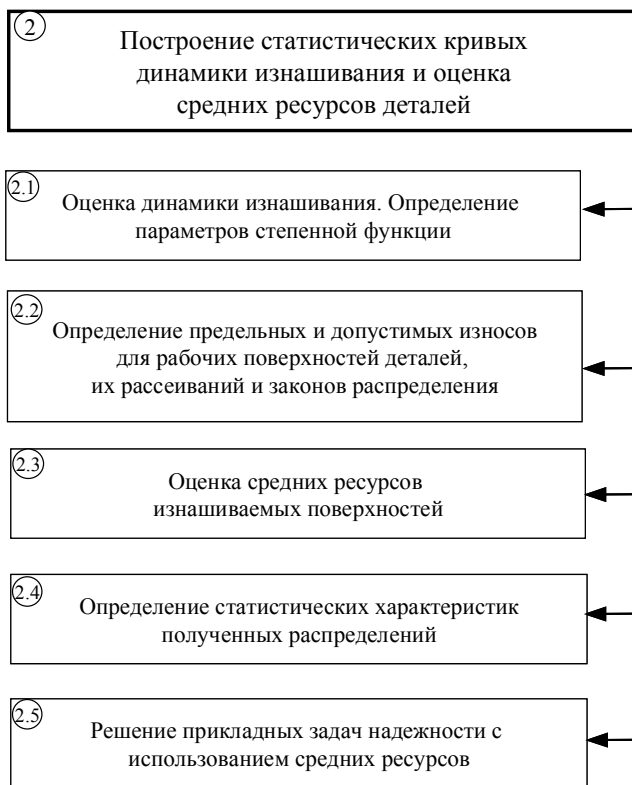 2
Построение статистических кривых
динамики изнашивания и оценка
средних ресурсов деталей
2.1
Оценка динамики изнашивания. Определение
параметров степенной функции
2.2
Определение предельных и допустимых износов
для рабочих поверхностей деталей,
их рассеиваний и законов распределения
2.3
Оценка средних ресурсов
изнашиваемых поверхностей
2.4
Определение статистических характеристик
полученных распределений
2.5
Решение прикладных задач надежности с
использованием средних ресурсов